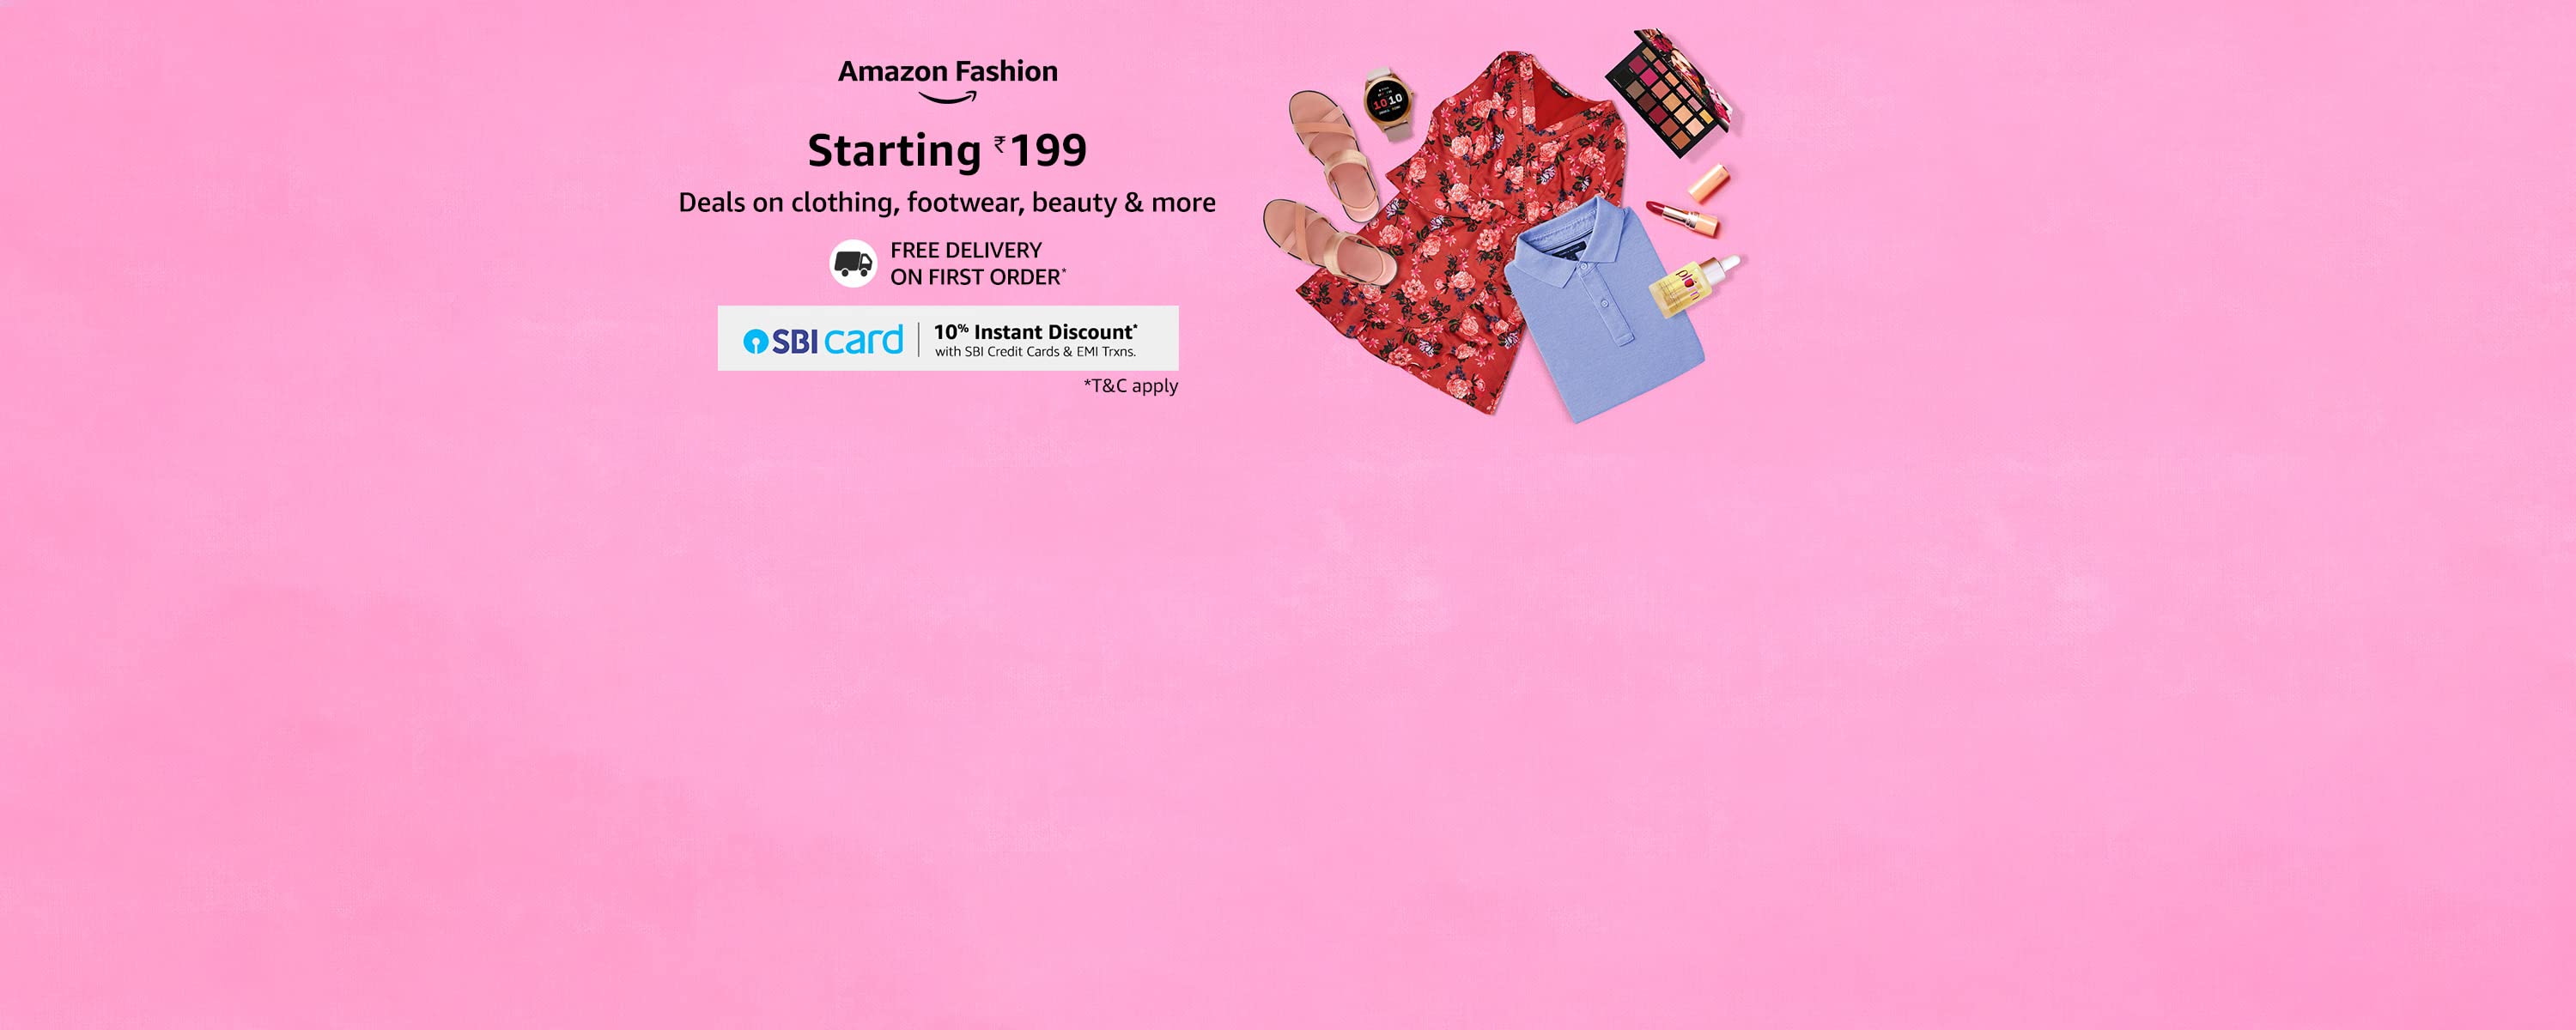 Amazon Fashion
Starting ₹199
Deals on clothing, footwear, beauty & more
FREE DELIVERY
ON FIRST ORDER*
SBI card
10% Instant Discount*
with SBI Credit Cards & EMI Trxns.
*T&C apply
10 10
plum